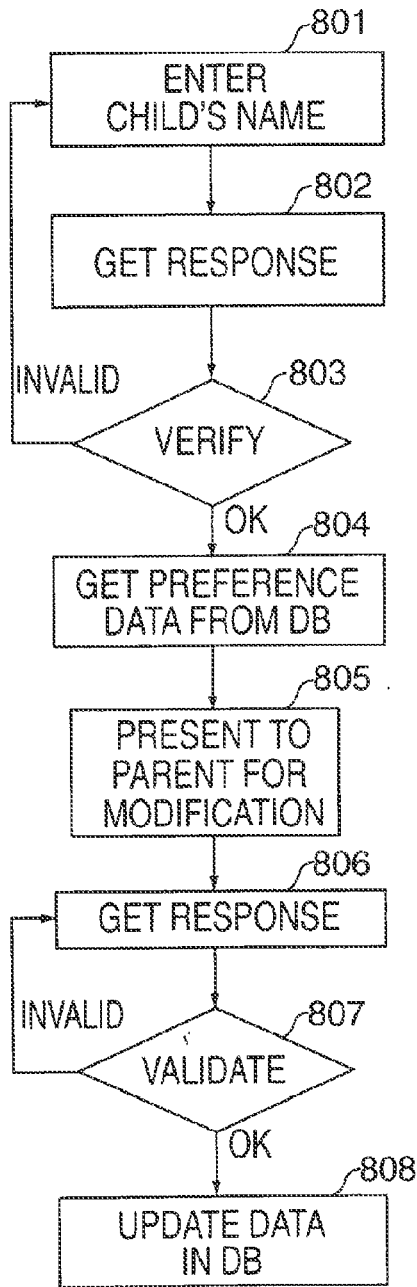 801
ENTER
CHILD'S NAME
802
GET RESPONSE
INVALID
803
VERIFY
OK
804
GET PREFERENCE
DATA FROM DB
805
PRESENT TO
PARENT FOR
MODIFICATION
806
GET RESPONSE
INVALID
807
VALIDATE
OK
808
UPDATE DATA
IN DB